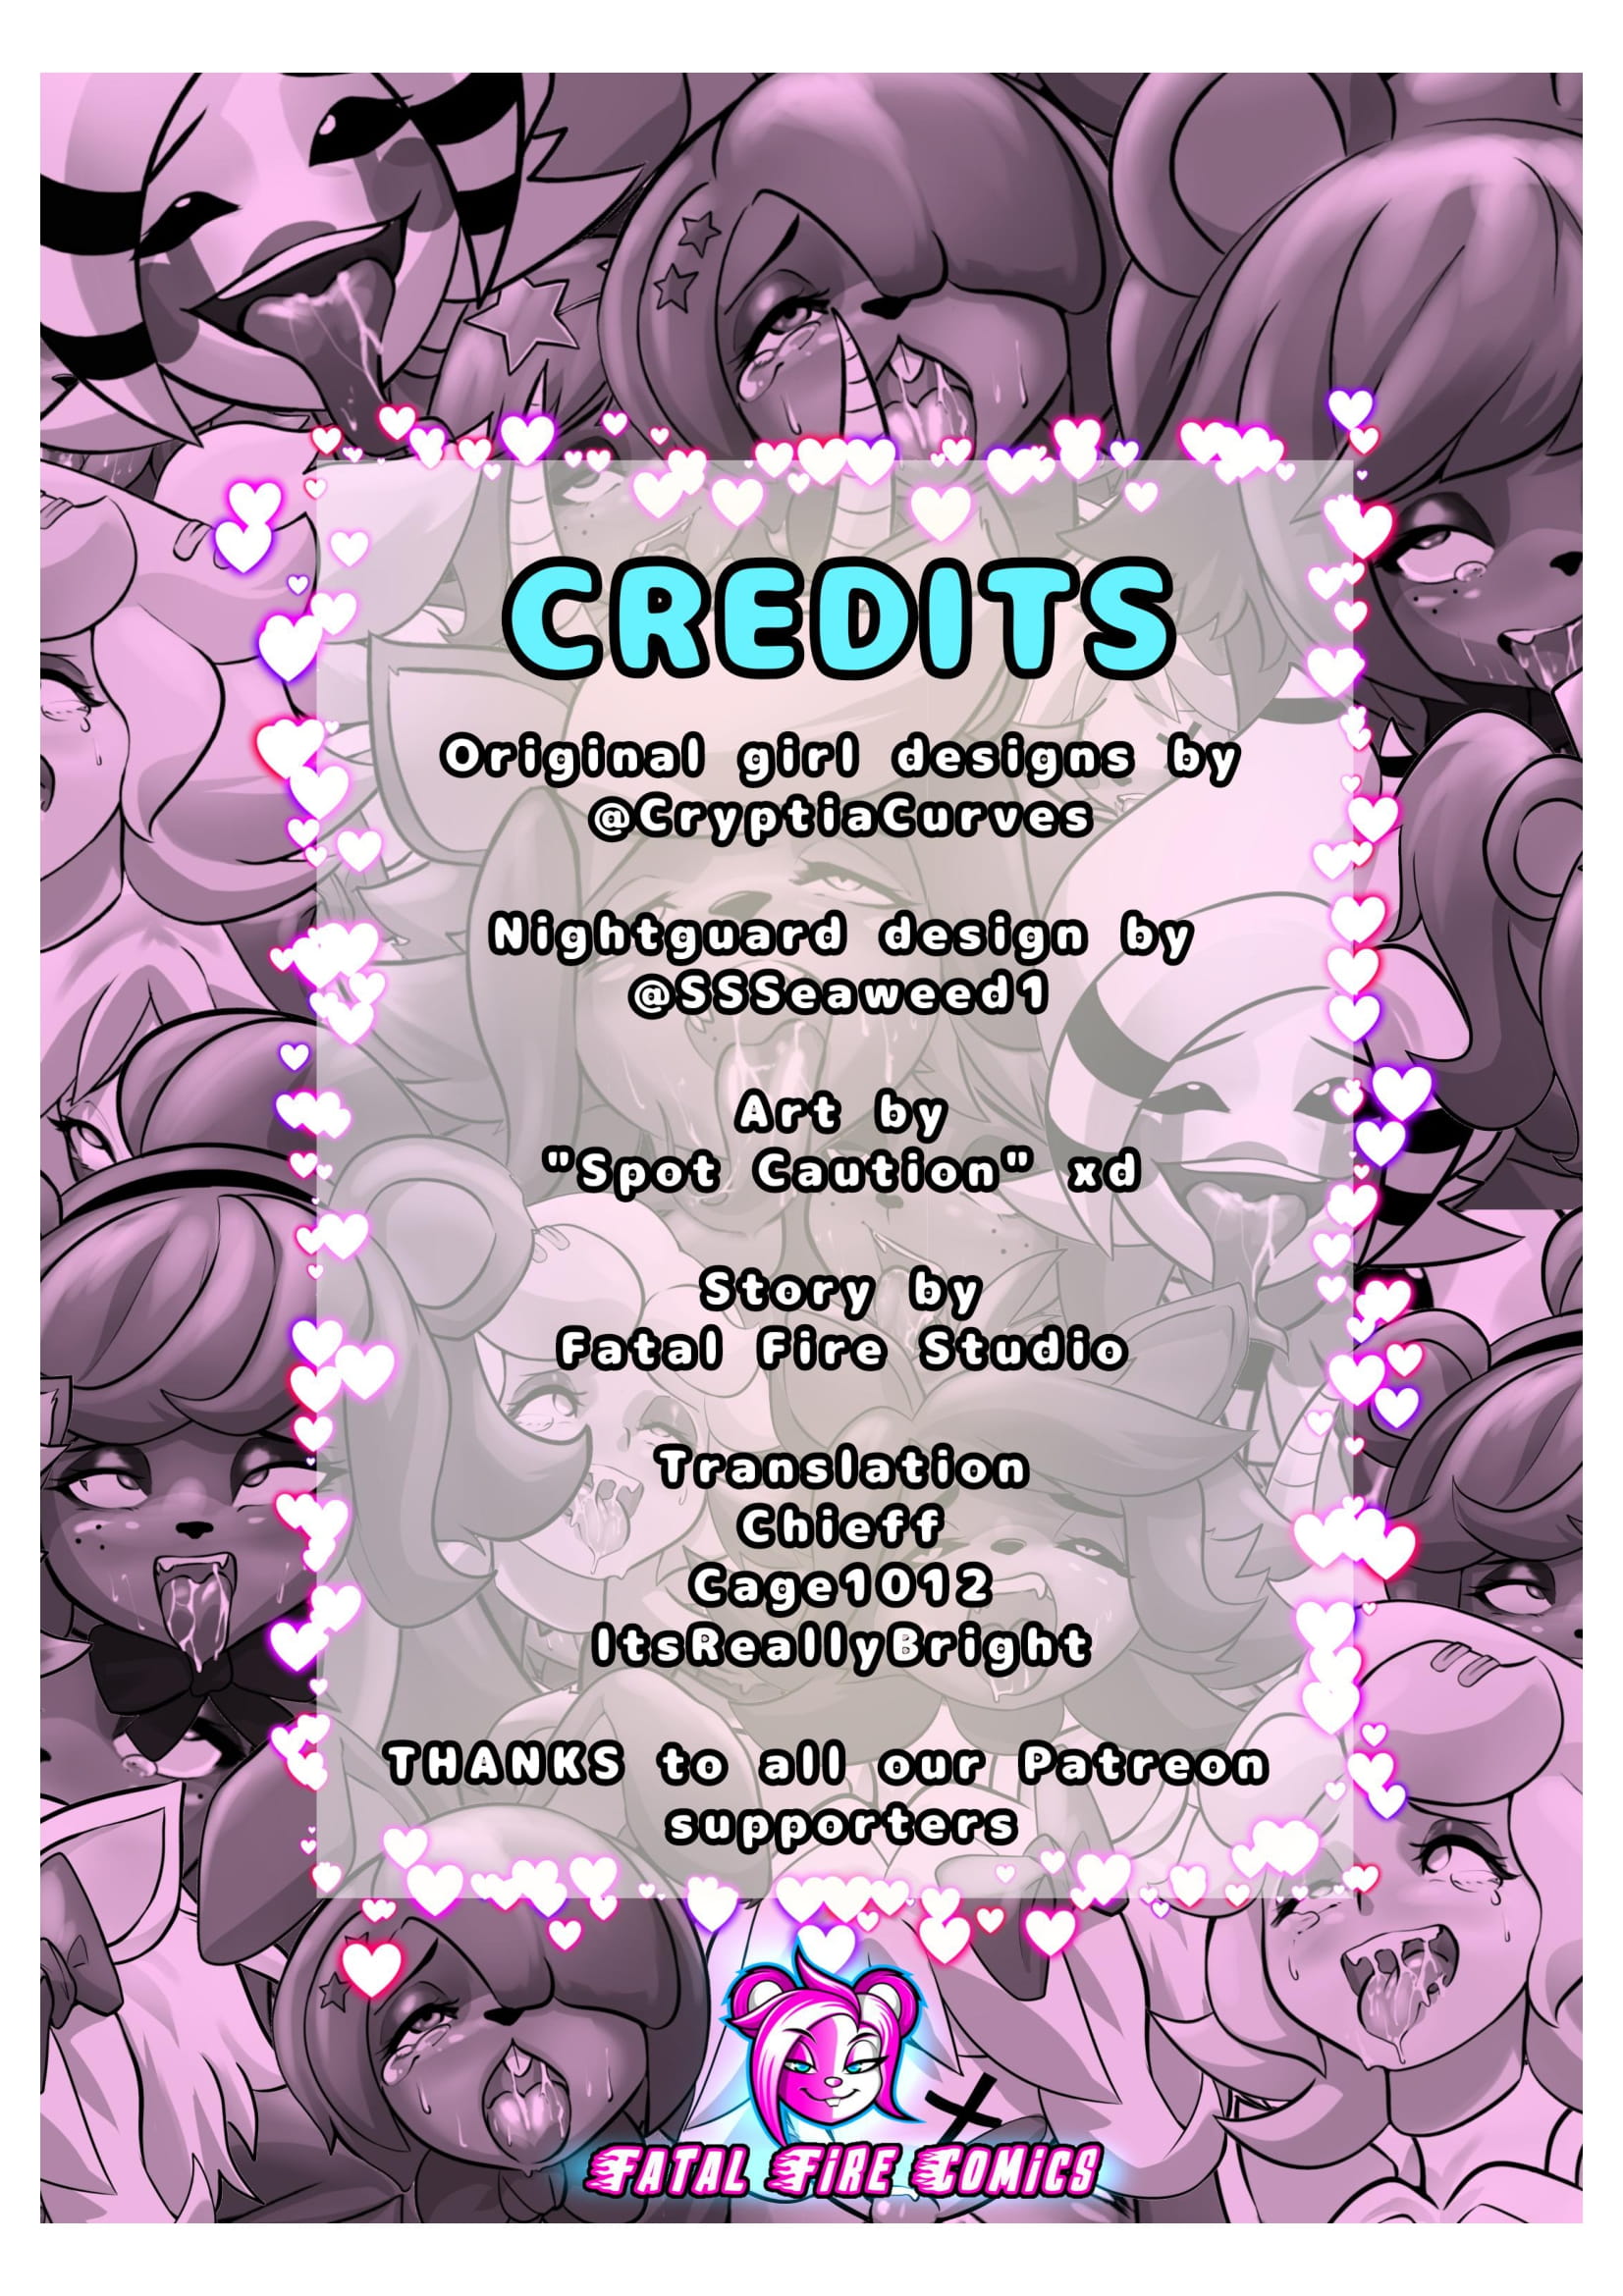 CREDITS
Original girl designs by
@CryptiaCurves
Nightguard design by
@SSSeaweed1
Art by
"Spot Caution" xd
Story by
Fatal Fire Studio
Translation
Chieff
Cage1012
ItsReallyBright
THANKS to all our Patreon
supporters
FATAL FIRE COMICS